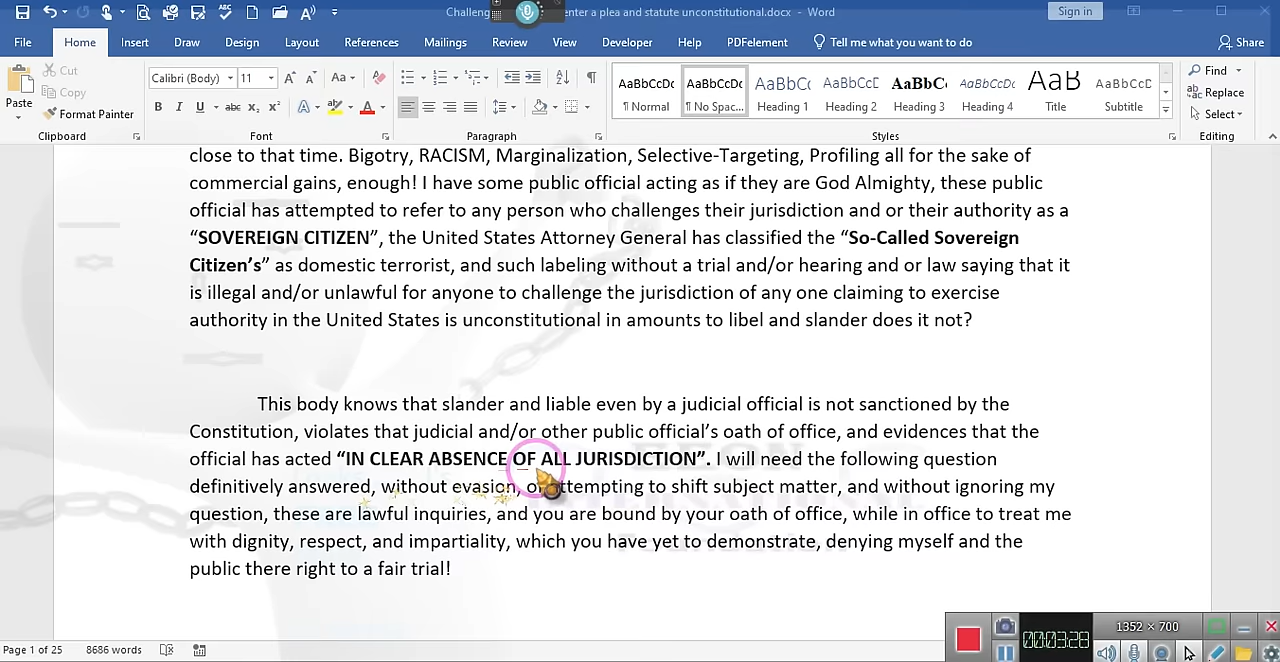 Challeng enter a plea and statute unconstitutional.docx - Word
Sign in
File Home Insert Draw Design Layout References Mailings Review View Developer Help PDFelement Tell me what you want to do Share
Cut
Copy
Paste
Format Painter
Clipboard
Calibri (Body) 11
Font
Paragraph
AaBbCcDc AaBbCcDc AaBbCc AaBbCcD AaBbC AaBbCcD AaB AaBbCcD
¶ Normal ¶ No Spac... Heading 1 Heading 2 Heading 3 Heading 4 Title Subtitle
Styles
Find
Replace
Select
Editing
close to that time. Bigotry, RACISM, Marginalization, Selective-Targeting, Profiling all for the sake of
commercial gains, enough! I have some public official acting as if they are God Almighty, these public
official has attempted to refer to any person who challenges their jurisdiction and or their authority as a
“SOVEREIGN CITIZEN”, the United States Attorney General has classified the “So-Called Sovereign
Citizen’s” as domestic terrorist, and such labeling without a trial and/or hearing and or law saying that it
is illegal and/or unlawful for anyone to challenge the jurisdiction of any one claiming to exercise
authority in the United States is unconstitutional in amounts to libel and slander does it not?
This body knows that slander and liable even by a judicial official is not sanctioned by the
Constitution, violates that judicial and/or other public official’s oath of office, and evidences that the
official has acted “IN CLEAR ABSENCE OF ALL JURISDICTION”. I will need the following question
definitively answered, without evasion, or attempting to shift subject matter, and without ignoring my
question, these are lawful inquiries, and you are bound by your oath of office, while in office to treat me
with dignity, respect, and impartiality, which you have yet to demonstrate, denying myself and the
public there right to a fair trial!
1352 × 700
00:03:28
Page 1 of 25 8686 words